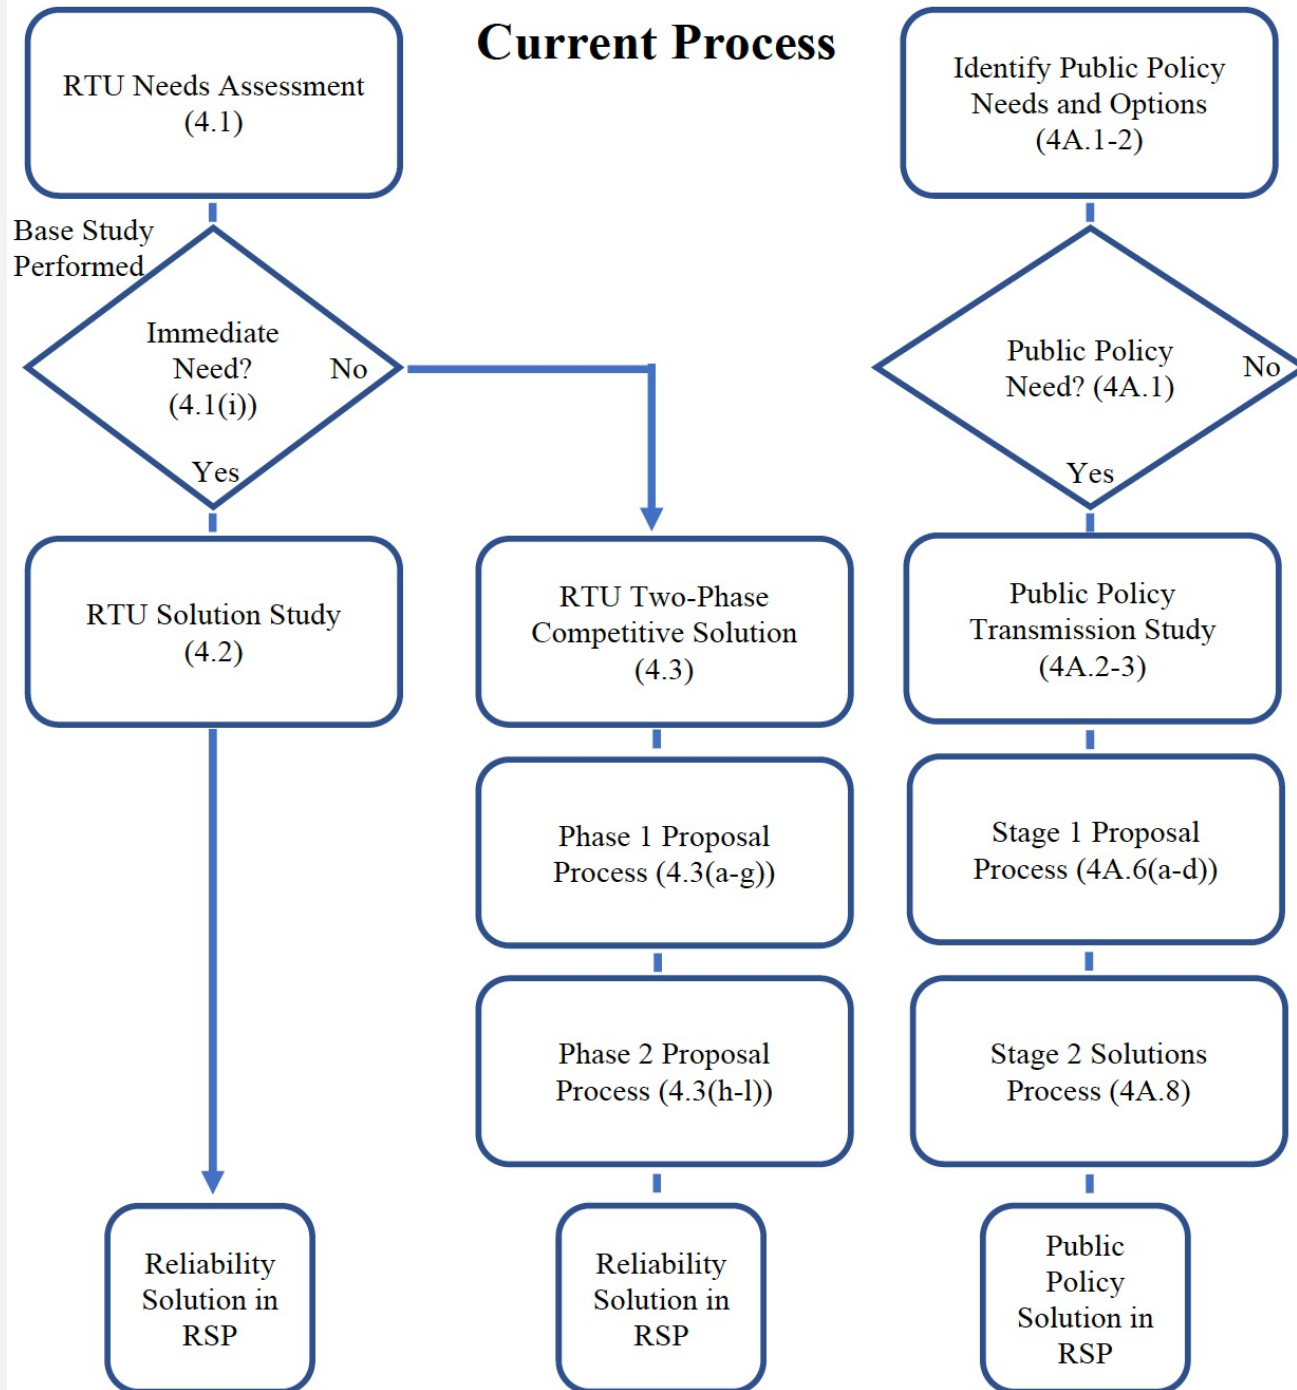 Current Process
RTU Needs Assessment
(4.1)
Base Study
Performed
Immediate
Need?
(4.1(i))
No
Yes
RTU Solution Study
(4.2)
Reliability
Solution in
RSP
RTU Two-Phase
Competitive Solution
(4.3)
Phase 1 Proposal
Process (4.3(a-g))
Phase 2 Proposal
Process (4.3(h-l))
Reliability
Solution in
RSP
Identify Public Policy
Needs and Options
(4A.1-2)
Public Policy
Need? (4A.1)
No
Yes
Public Policy
Transmission Study
(4A.2-3)
Stage 1 Proposal
Process (4A.6(a-d))
Stage 2 Solutions
Process (4A.8)
Public
Policy
Solution in
RSP